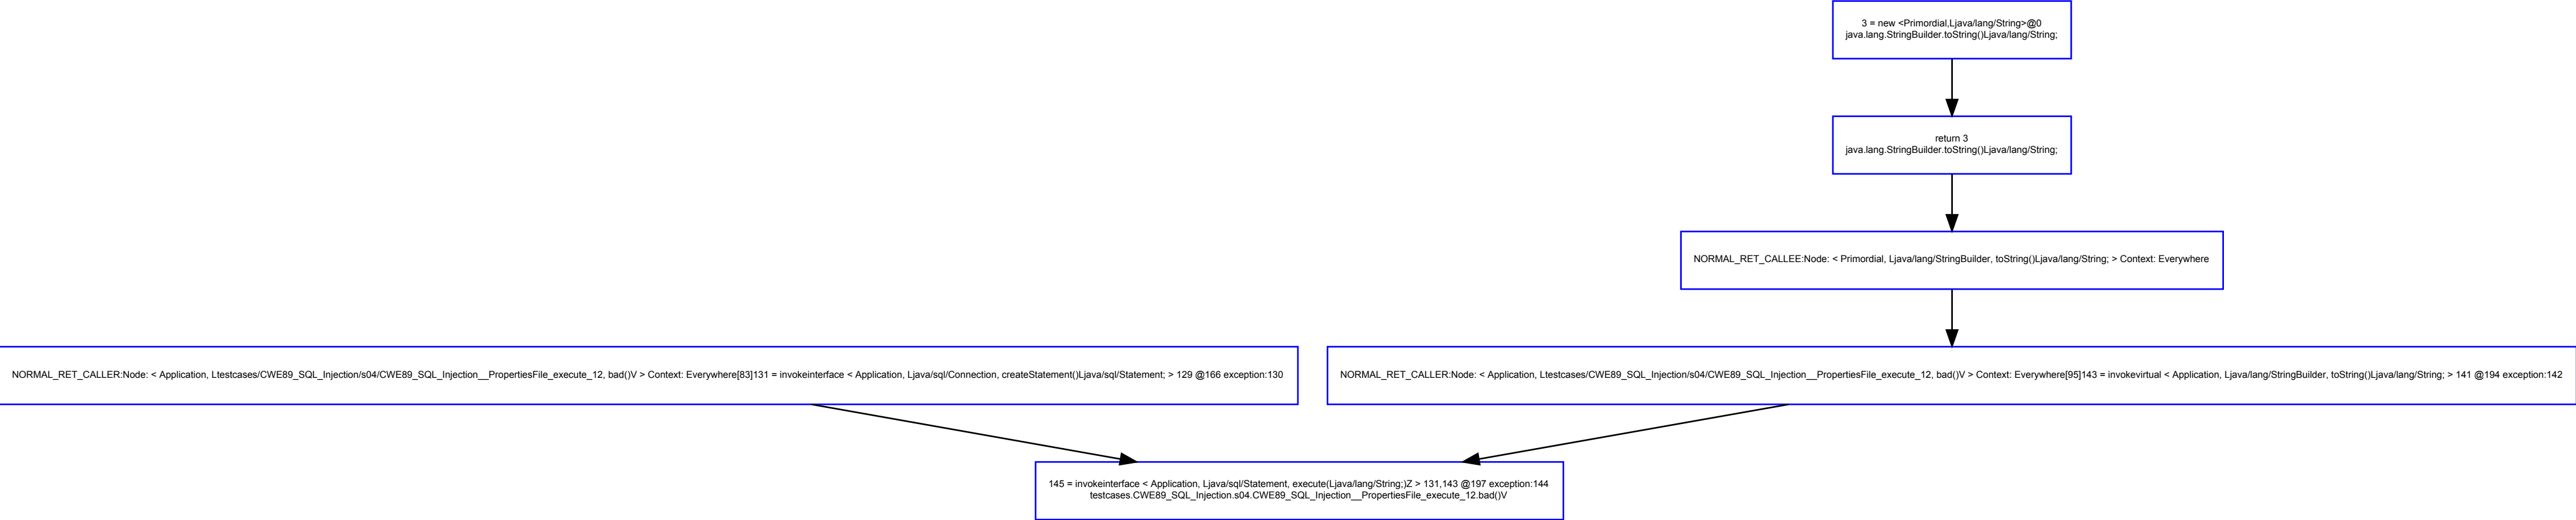 3 = new <Primordial,Ljava/lang/String>@0
java.lang.StringBuilder.toString()Ljava/lang/String;
return 3
java.lang.StringBuilder.toString()Ljava/lang/String;
NORMAL_RET_CALLEE:Node: < Primordial, Ljava/lang/StringBuilder, toString()Ljava/lang/String; > Context: Everywhere
NORMAL_RET_CALLER:Node: < Application, Ltestcases/CWE89_SQL_Injection/s04/CWE89_SQL_Injection__PropertiesFile_execute_12, bad()V > Context: Everywhere[83]131 = invokeinterface < Application, Ljava/sql/Connection, createStatement()Ljava/sql/Statement; > 129 @166 exception:130
NORMAL_RET_CALLER:Node: < Application, Ltestcases/CWE89_SQL_Injection/s04/CWE89_SQL_Injection__PropertiesFile_execute_12, bad()V > Context: Everywhere[95]143 = invokevirtual < Application, Ljava/lang/StringBuilder, toString()Ljava/lang/String; > 141 @194 exception:142
145 = invokeinterface < Application, Ljava/sql/Statement, execute(Ljava/lang/String;)Z > 131,143 @197 exception:144
testcases.CWE89_SQL_Injection.s04.CWE89_SQL_Injection__PropertiesFile_execute_12.bad()V